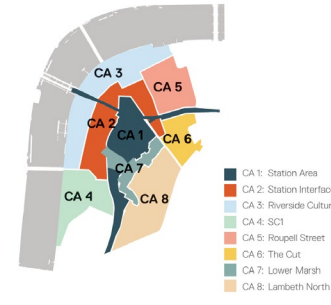 CA 3
CA 5
CA 2
CA 1
CA 6
CA 7
CA 4
CA 8
CA 1: Station Area
CA 2: Station Interfac
CA 3: Riverside Cultur
CA 4: SC1
CA 5: Roupell Street
CA 6: The Cut
CA 7: Lower Marsh
CA 8: Lambeth North